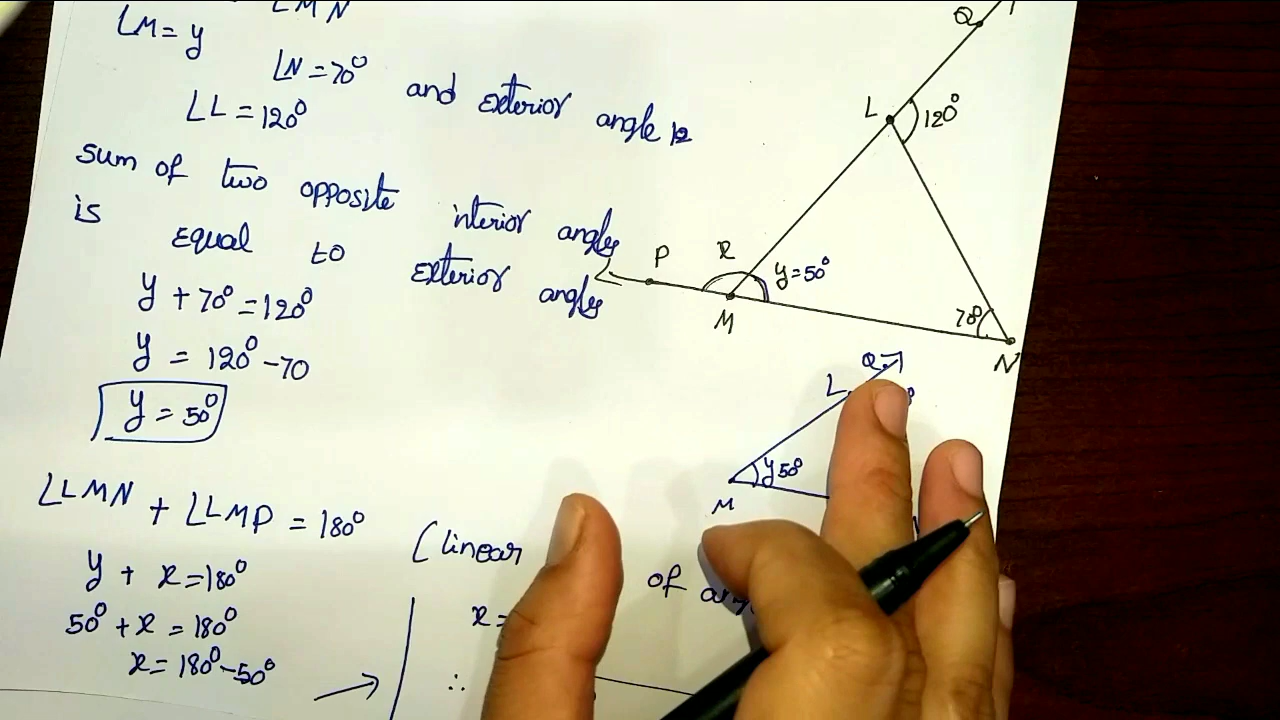 ∠LMN
∠M = y
∠N = 70°
∠L = 120° and exterior angle is
sum of two opposite interior angles
is equal to exterior angles
y + 70° = 120°
y = 120° - 70
y = 50°
∠LMN + ∠LMP = 180° (linear
y + x = 180° of
50° + x = 180° x =
x = 180° - 50°
→ ∴
Q
L 120°
P x y = 50°
M 70° N
Q
L
y 50°
M